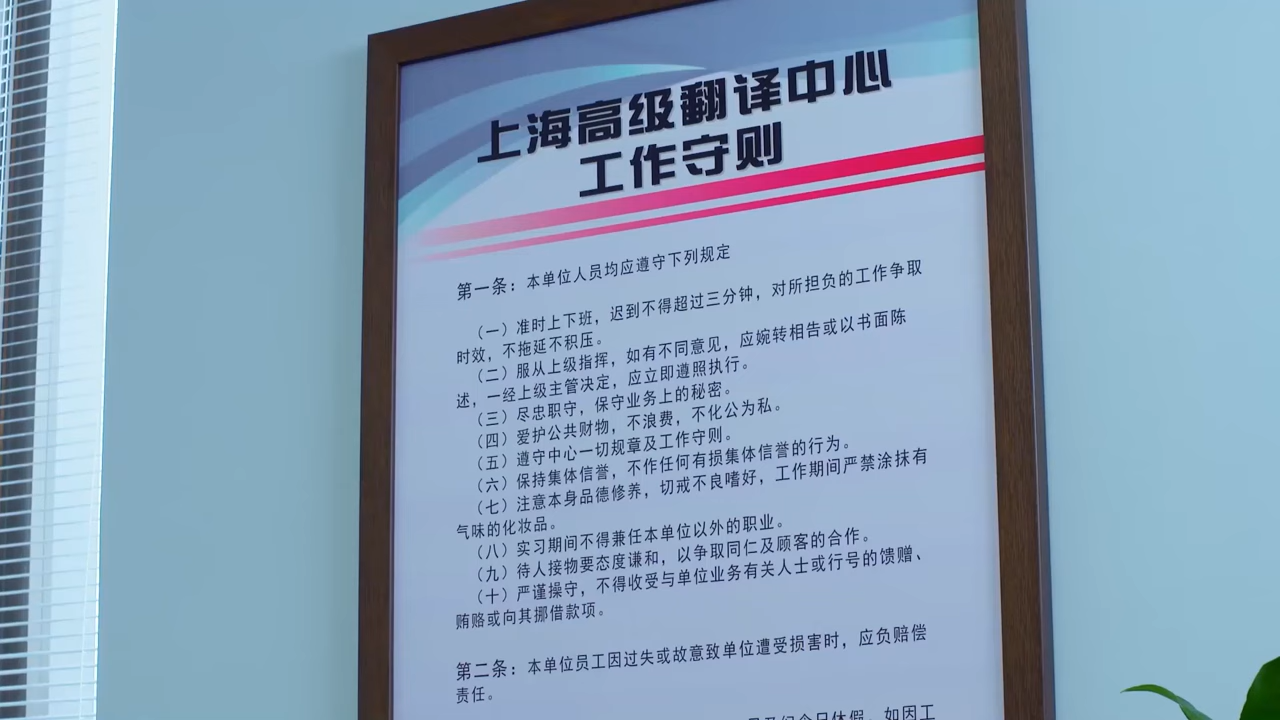 上海高级翻译中心
工作守则
第一条：本单位人员均应遵守下列规定
（一）准时上下班，迟到不得超过三分钟，对所担负的工作争取
时效，不拖延不积压。
（二）服从上级指挥，如有不同意见，应婉转相告或以书面陈
述，一经上级主管决定，应立即遵照执行。
（三）尽忠职守，保守业务上的秘密。
（四）爱护公共财物，不浪费，不化公为私。
（五）遵守中心一切规章及工作守则。
（六）保持集体信誉，不作任何有损集体信誉的行为。
（七）注意本身品德修养，切戒不良嗜好，工作期间严禁涂抹有
气味的化妆品。
（八）实习期间不得兼任本单位以外的职业。
（九）待人接物要态度谦和，以争取同仁及顾客的合作。
（十）严谨操守，不得收受与单位业务有关人士或行号的馈赠、
贿赂或向其挪借款项。
第二条：本单位员工因过失或故意致单位遭受损害时，应负赔偿
责任。
念日休假，如因工